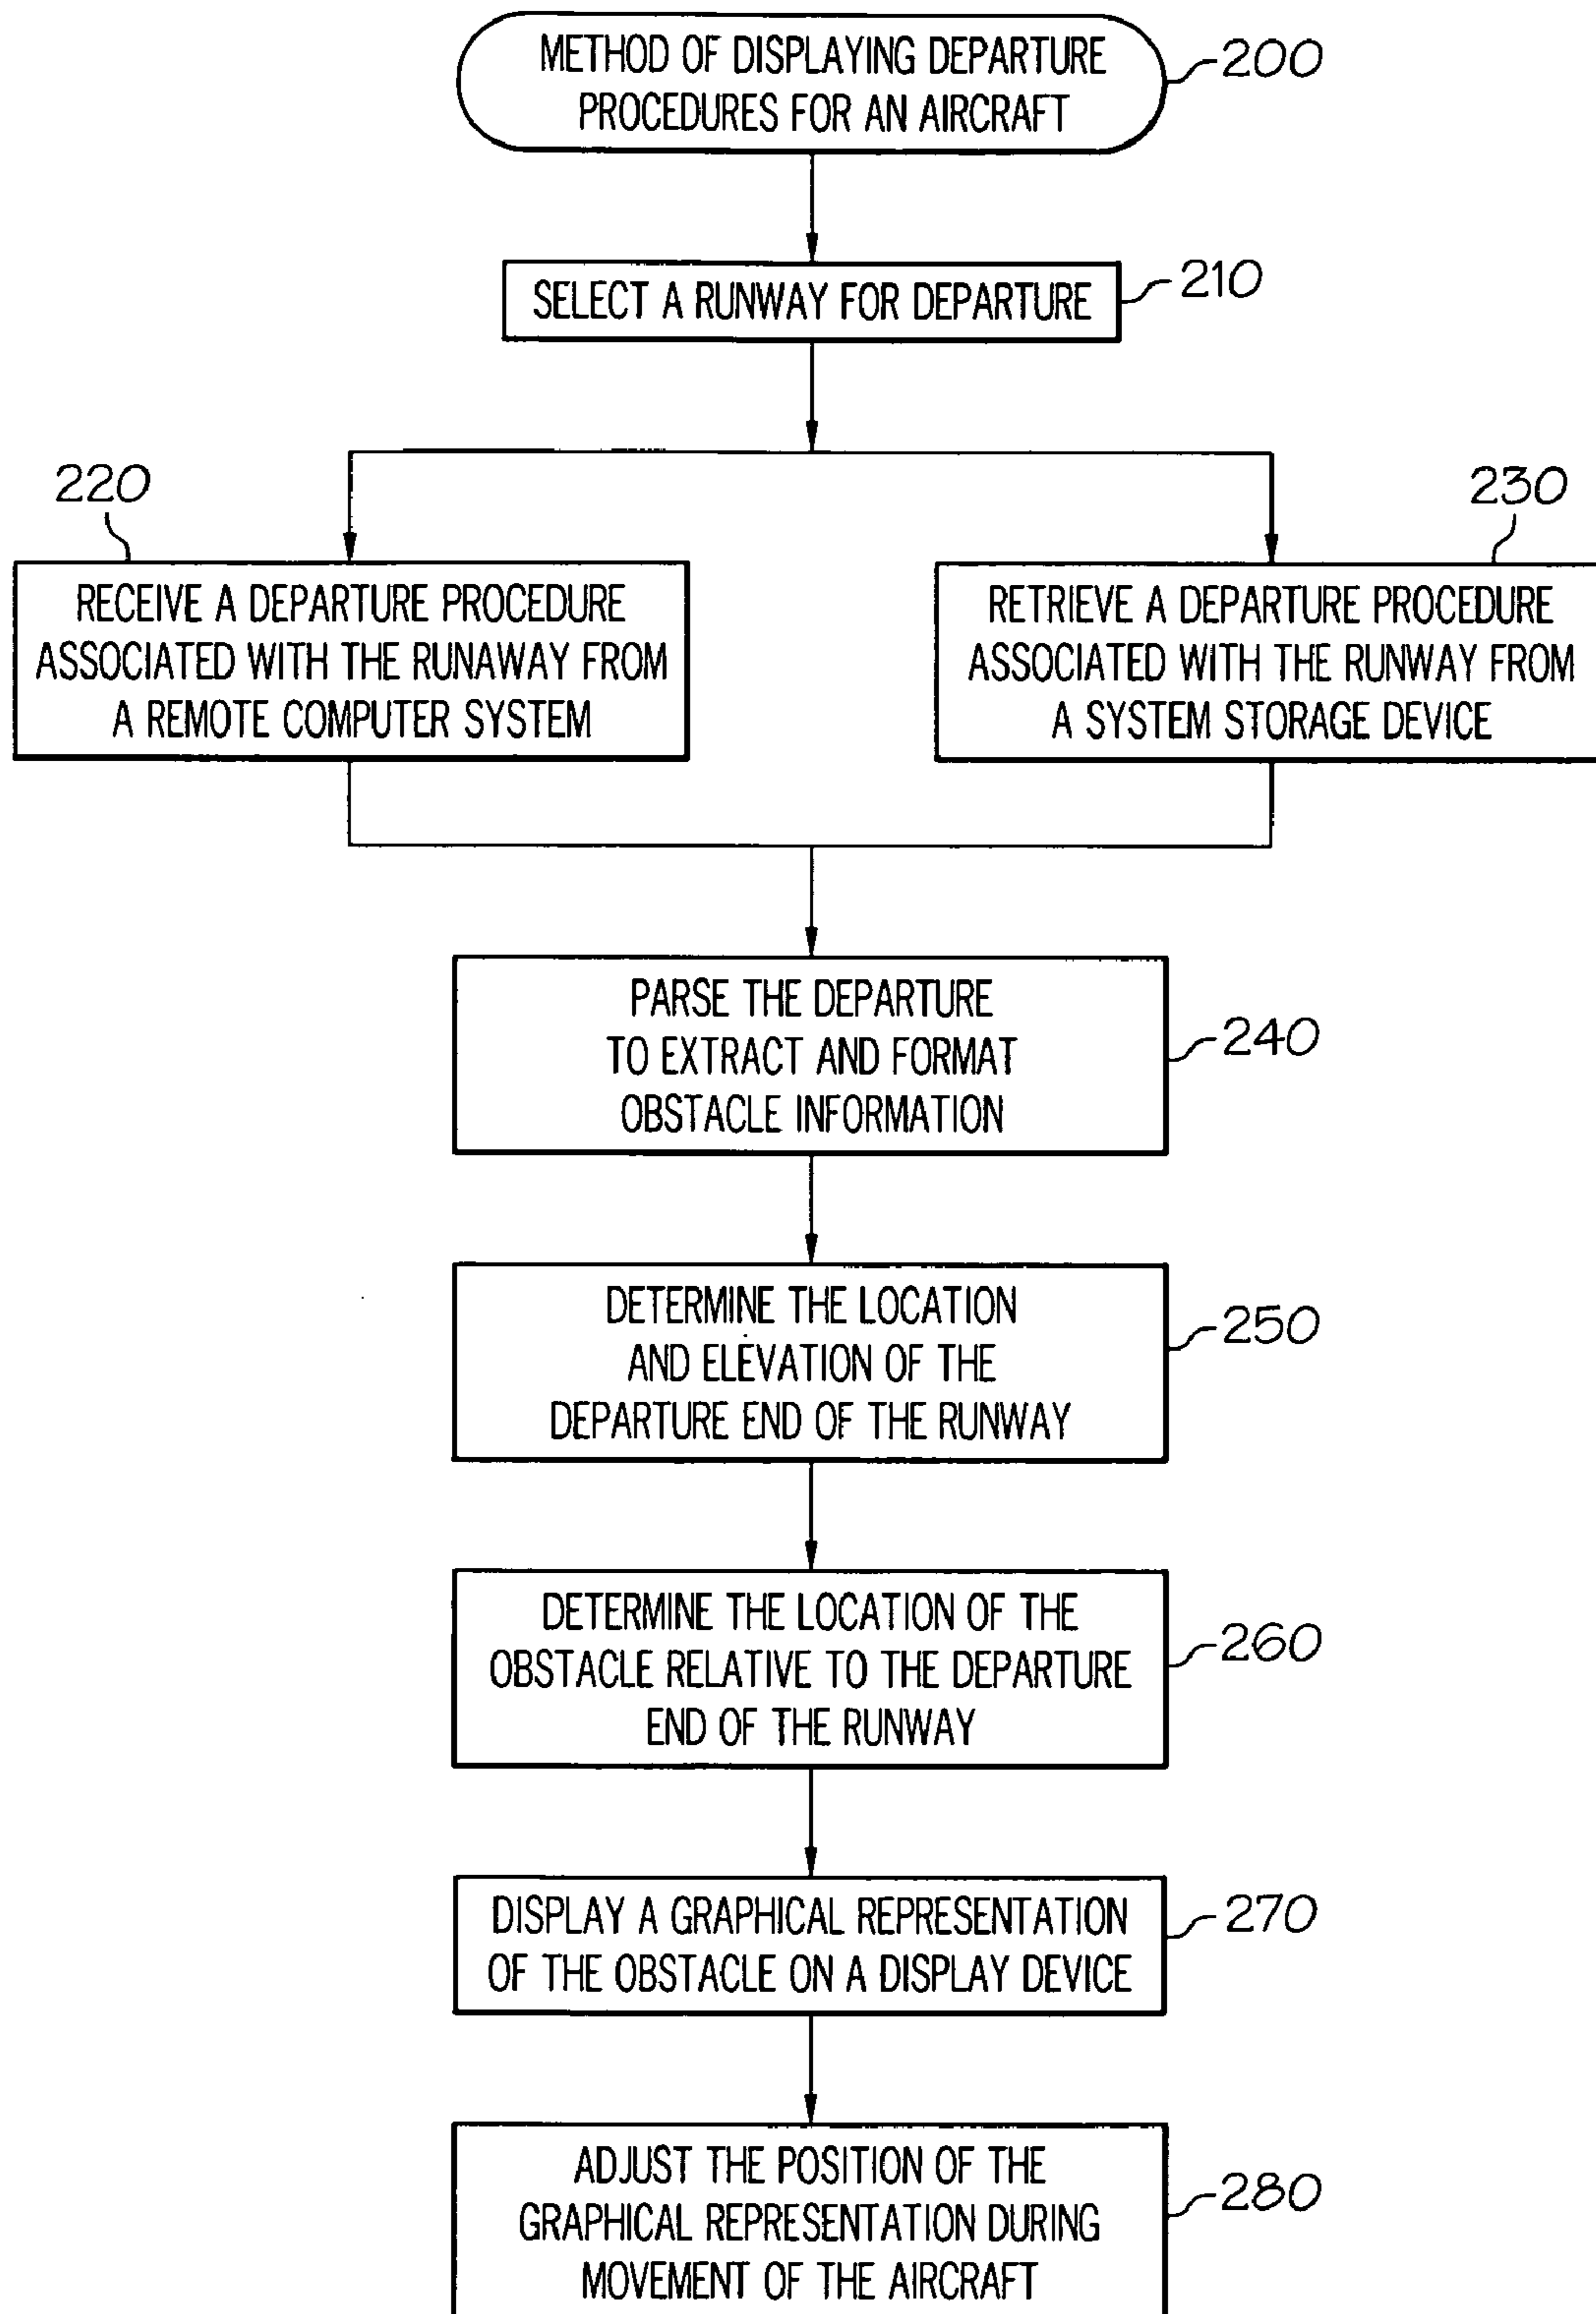 METHOD OF DISPLAYING DEPARTURE
PROCEDURES FOR AN AIRCRAFT
200
SELECT A RUNWAY FOR DEPARTURE
210
220
230
RECEIVE A DEPARTURE PROCEDURE
ASSOCIATED WITH THE RUNAWAY FROM
A REMOTE COMPUTER SYSTEM
RETRIEVE A DEPARTURE PROCEDURE
ASSOCIATED WITH THE RUNWAY FROM
A SYSTEM STORAGE DEVICE
PARSE THE DEPARTURE
TO EXTRACT AND FORMAT
OBSTACLE INFORMATION
240
DETERMINE THE LOCATION
AND ELEVATION OF THE
DEPARTURE END OF THE RUNWAY
250
DETERMINE THE LOCATION OF THE
OBSTACLE RELATIVE TO THE DEPARTURE
END OF THE RUNWAY
260
DISPLAY A GRAPHICAL REPRESENTATION
OF THE OBSTACLE ON A DISPLAY DEVICE
270
ADJUST THE POSITION OF THE
GRAPHICAL REPRESENTATION DURING
MOVEMENT OF THE AIRCRAFT
280